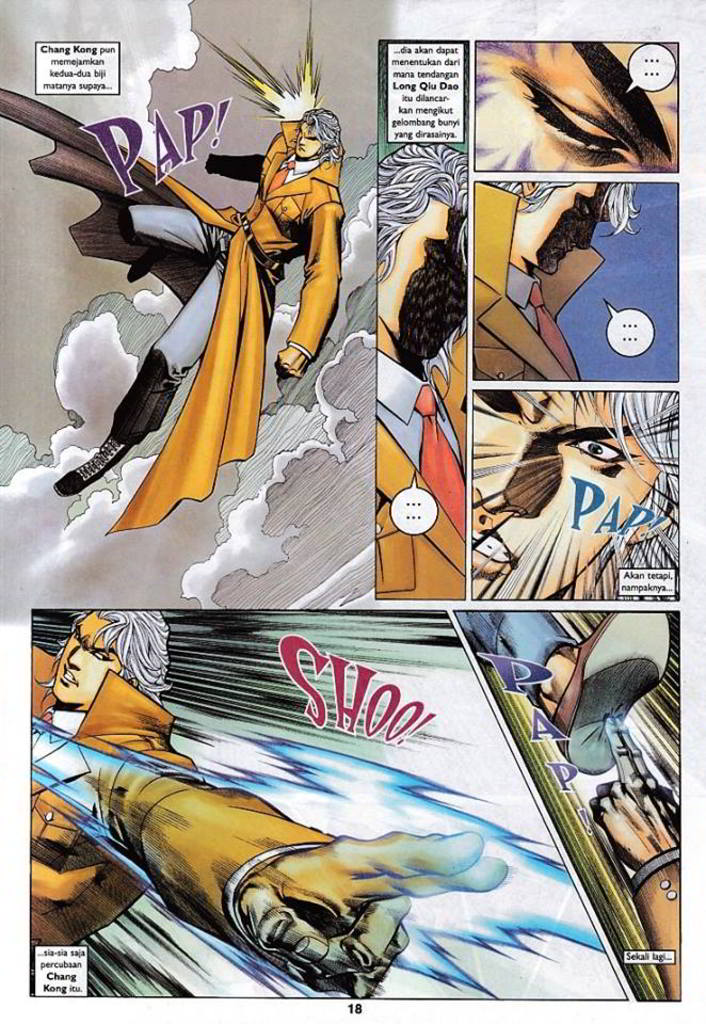 Chang Kong pun
memejamkan
kedua-dua biji
matanya supaya...
PAP!
...dia akan dapat
menentukan dari
mana tendangan
Long Qiu Dao
itu dilancar-
kan mengikut
gelombang bunyi
yang dirasainya.
...
...
...
...
...
...
PAP!
Akan tetapi,
nampaknya...
SHOO!
...sia-sia saja
percubaan
Chang
Kong itu.
PAP!
Sekali lagi...
18